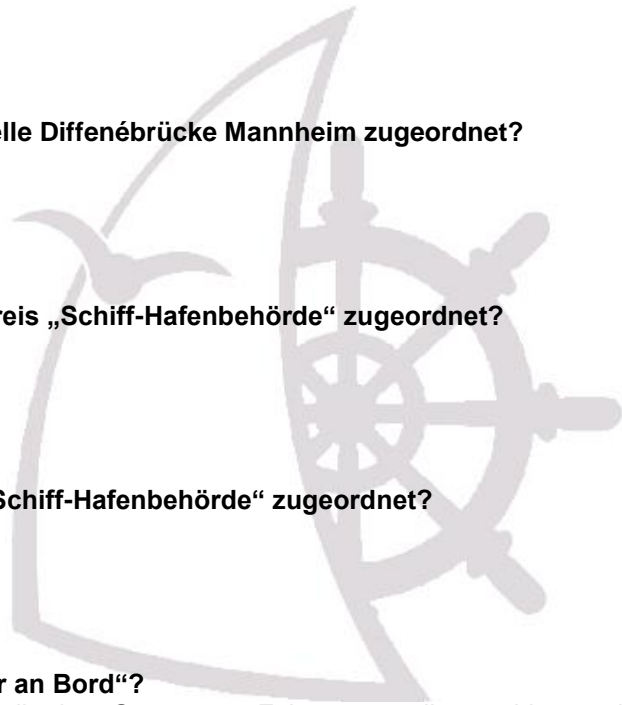 elle Diffenébrücke Mannheim zugeordnet?
reis „Schiff-Hafenbehörde“ zugeordnet?
Schiff-Hafenbehörde“ zugeordnet?
r an Bord“?